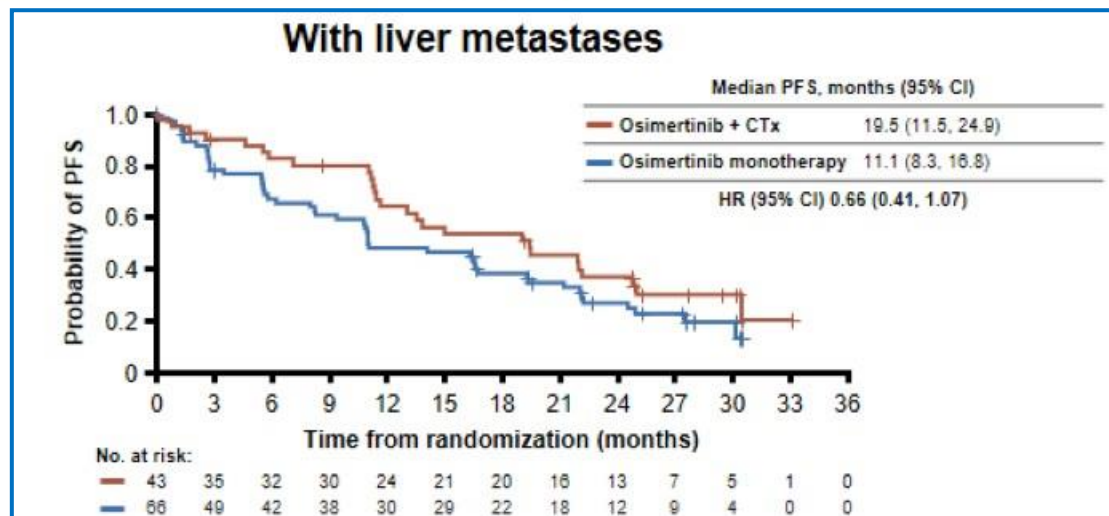 With liver metastases
Median PFS, months (95% CI)
Osimertinib + CTx 19.5 (11.5, 24.9)
Osimertinib monotherapy 11.1 (8.3, 16.8)
HR (95% CI) 0.66 (0.41, 1.07)
Probability of PFS
1.0
0.8
0.6
0.4
0.2
0
0 3 6 9 12 15 18 21 24 27 30 33 36
Time from randomization (months)
No. at risk:
43 35 32 30 24 21 20 16 13 7 5 1 0
66 49 42 38 30 29 22 18 12 9 4 0 0